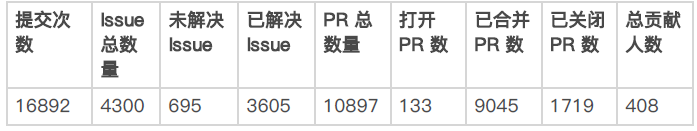 提交次 Issue 未解决 已解决 PR 总 打开 已合并 已关闭 总贡献
数 总数 Issue Issue 数量 PR 数 PR 数 PR 数 人数
量
16892 4300 695 3605 10897 133 9045 1719 408